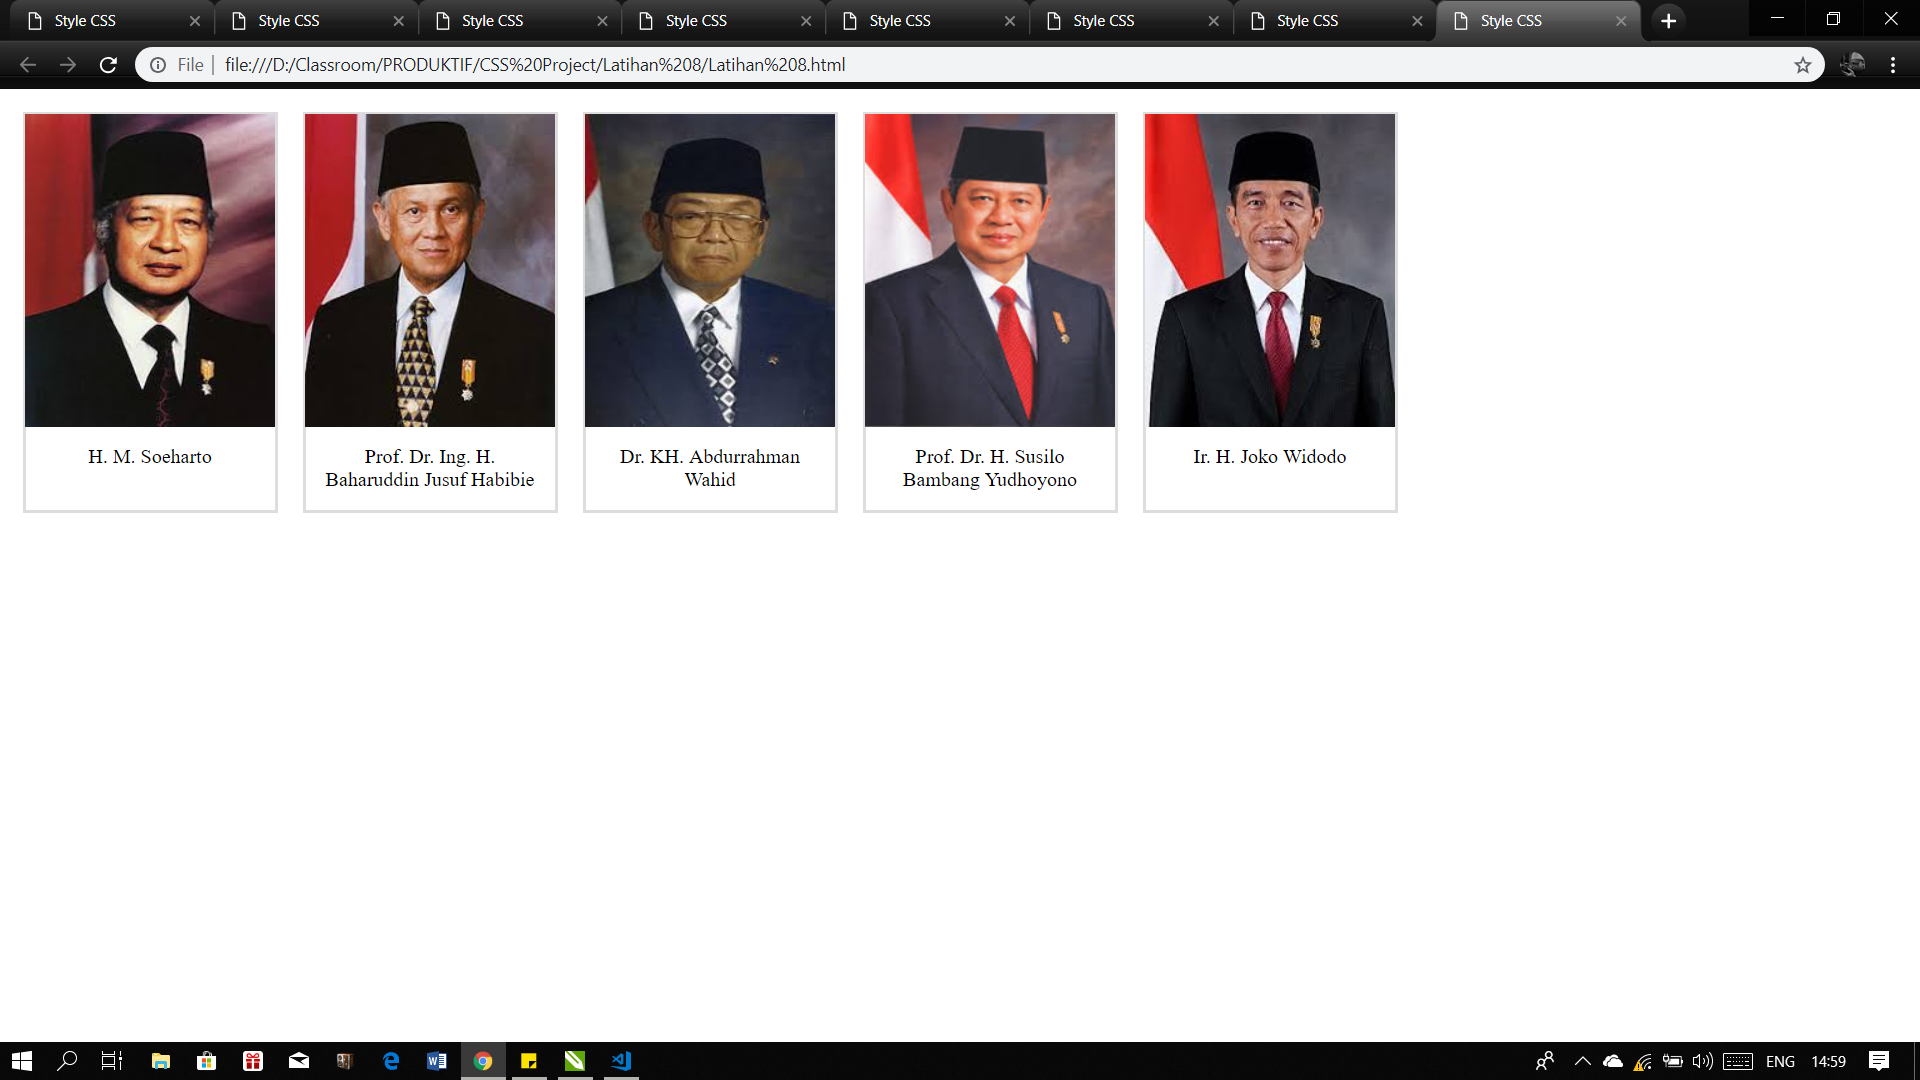 Style CSS
Style CSS
Style CSS
Style CSS
Style CSS
Style CSS
Style CSS
Style CSS
File | file:///D:/Classroom/PRODUKTIF/CSS%20Project/Latihan%208/Latihan%208.html
H. M. Soeharto
Prof. Dr. Ing. H.
Baharuddin Jusuf Habibie
Dr. KH. Abdurrahman
Wahid
Prof. Dr. H. Susilo
Bambang Yudhoyono
Ir. H. Joko Widodo
ENG 14:59